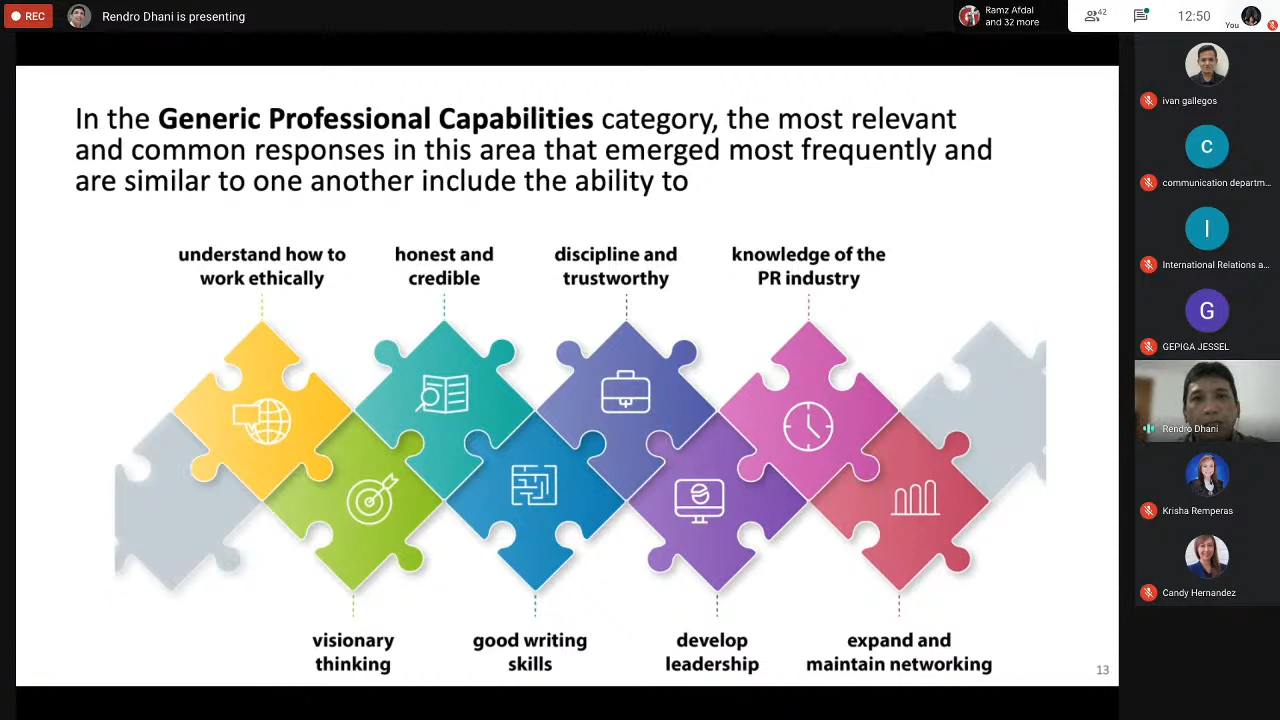 REC
Rendro Dhani is presenting
Ramz Afdal
and 32 more
42
12:50
You
In the Generic Professional Capabilities category, the most relevant
and common responses in this area that emerged most frequently and
are similar to one another include the ability to
understand how to
work ethically
honest and
credible
discipline and
trustworthy
knowledge of the
PR industry
visionary
thinking
good writing
skills
develop
leadership
expand and
maintain networking
13
ivan gallegos
c
communication departm...
I
International Relations a...
G
GEPIGA JESSEL
Rendro Dhani
Krisha Remperas
Candy Hernandez